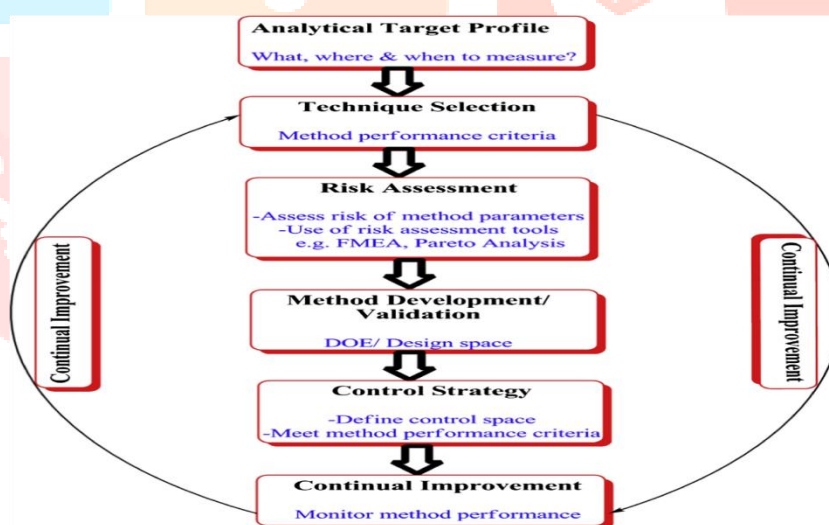 Analytical Target Profile
What, where & when to measure?
Technique Selection
Method performance criteria
Risk Assessment
-Assess risk of method parameters
-Use of risk assessment tools
e.g. FMEA, Pareto Analysis
Method Development/
Validation
DOE/ Design space
Control Strategy
-Define control space
-Meet method performance criteria
Continual Improvement
Monitor method performance
Continual Improvement
Continual Improvement